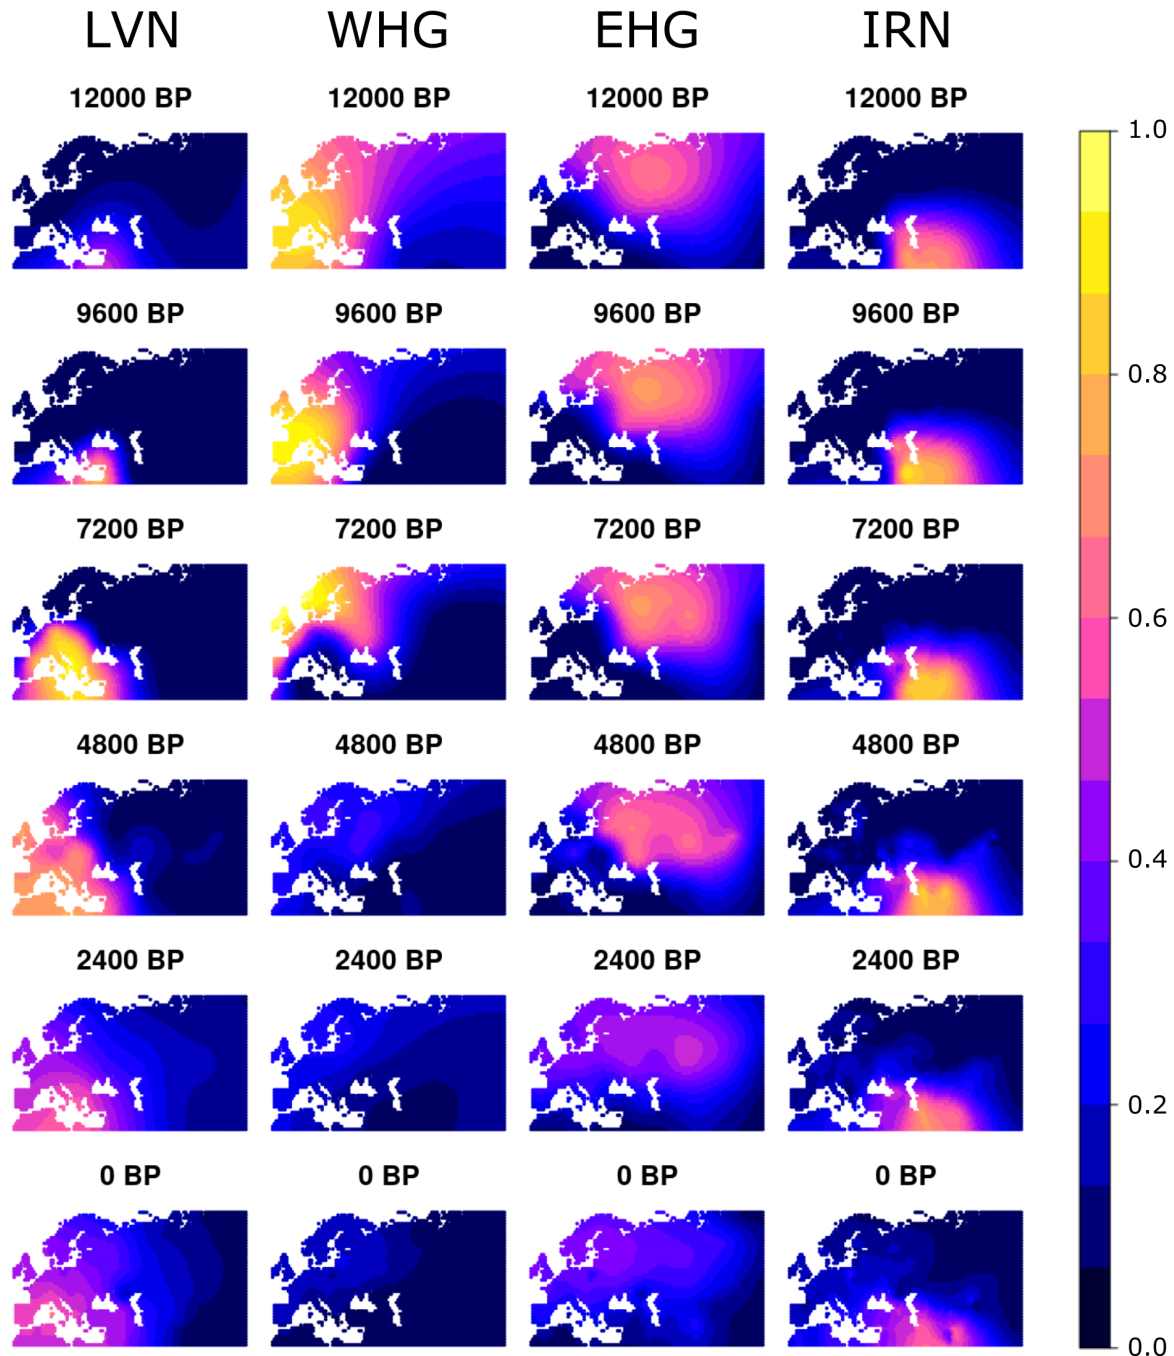 LVN WHG EHG IRN
12000 BP 12000 BP 12000 BP 12000 BP
1.0
9600 BP 9600 BP 9600 BP 9600 BP
0.8
7200 BP 7200 BP 7200 BP 7200 BP
0.6
4800 BP 4800 BP 4800 BP 4800 BP
0.4
2400 BP 2400 BP 2400 BP 2400 BP
0.2
0 BP 0 BP 0 BP 0 BP
0.0